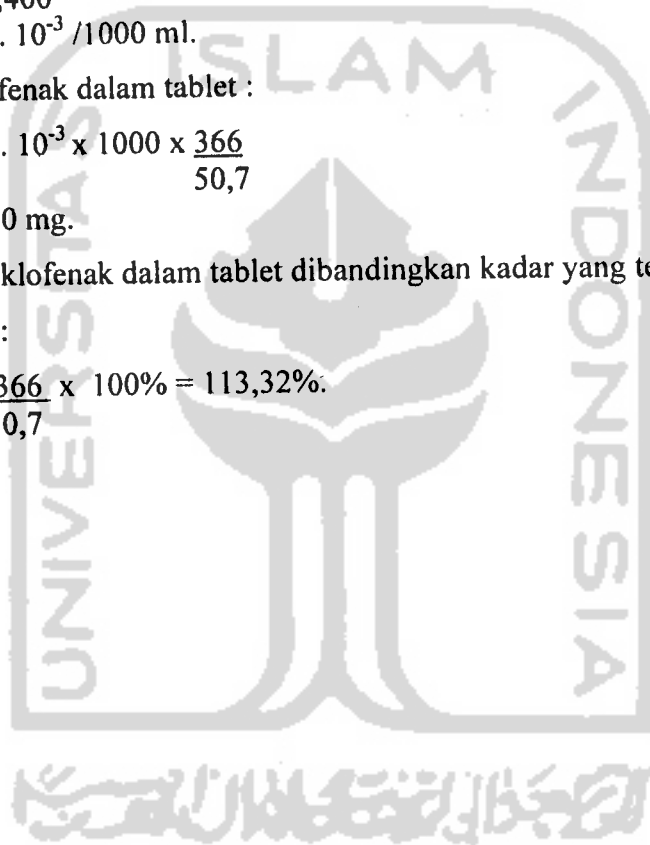 ,400
. 10⁻³ /1000 ml.
fenak dalam tablet :
. 10⁻³ x 1000 x 366
50,7
0 mg.
klofenak dalam tablet dibandingkan kadar yang te
:
366 x 100% = 113,32%.
0,7
UNIVERSITAS ISLAM INDONESIA